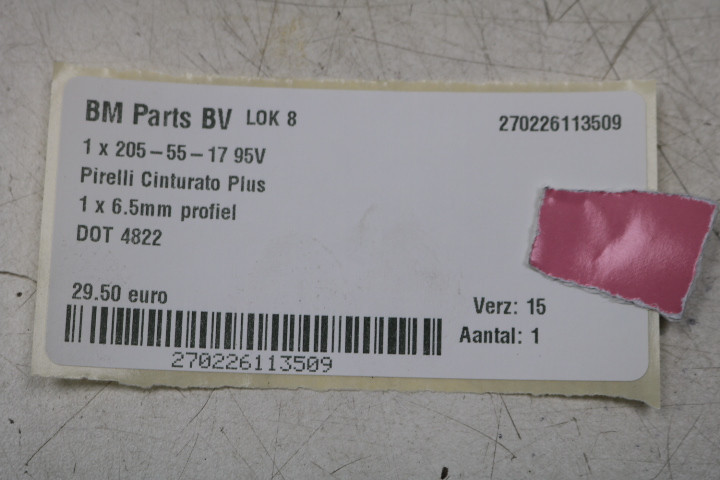 BM Parts BV LOK 8
270226113509
1 x 205-55-17 95V
Pirelli Cinturato Plus
1 x 6.5mm profiel
DOT 4822
29.50 euro
Verz: 15
Aantal: 1
270226113509